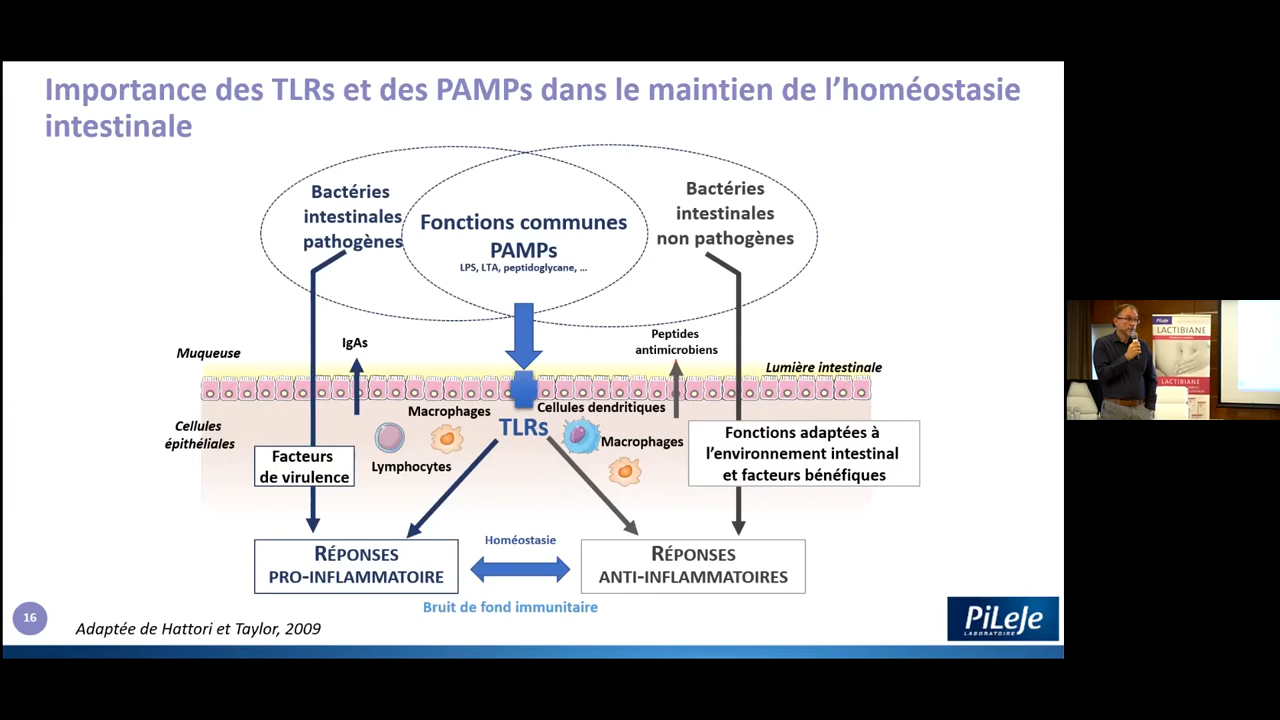 Importance des TLRs et des PAMPs dans le maintien de l’homéostasie
intestinale
Bactéries
intestinales
pathogènes
Fonctions communes
PAMPs
LPS, LTA, peptidoglycane, ...
Bactéries
intestinales
non pathogènes
Muqueuse
IgAs
Peptides
antimicrobiens
Lumière intestinale
Cellules
épithéliales
Macrophages
Lymphocytes
TLRs
Cellules dendritiques
Macrophages
Facteurs
de virulence
Fonctions adaptées à
l’environnement intestinal
et facteurs bénéfiques
RÉPONSES
PRO-INFLAMMATOIRE
Homéostasie
RÉPONSES
ANTI-INFLAMMATOIRES
Bruit de fond immunitaire
16
Adaptée de Hattori et Taylor, 2009
PiLeJe
LABORATOIRE
PiLeJe
LACTIBIANE
LACTIBIANE